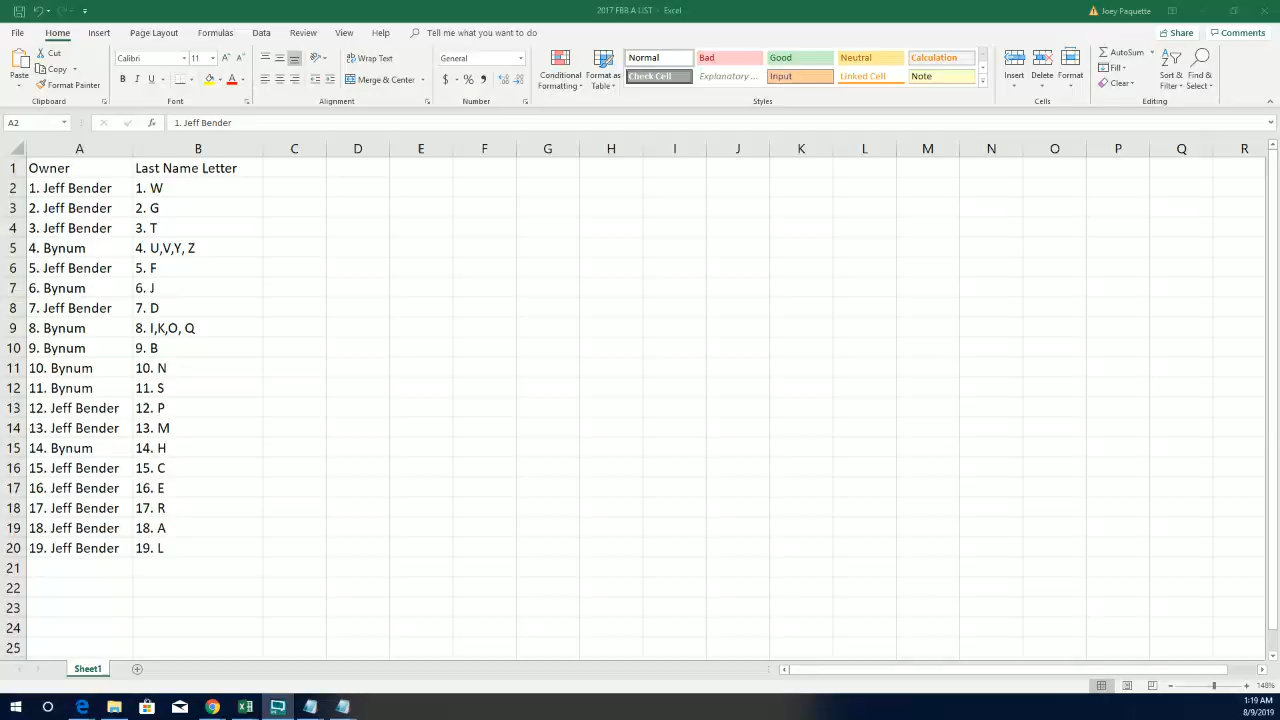 2017 FBB A LIST - Excel
Joey Paquette
File Home Insert Page Layout Formulas Data Review View Help Tell me what you want to do Share Comments
Paste Cut Copy Format Painter Clipboard
Calibri 11 B I U A Font
Wrap Text Merge & Center Alignment
General $ % Number
Conditional Formatting Format as Table
Normal Bad Good Neutral Calculation
Check Cell Explanatory ... Input Linked Cell Note
Styles
Insert Delete Format Cells
AutoSum Fill Clear Sort & Filter Find & Select Editing
A2 fx 1. Jeff Bender
A B C D E F G H I J K L M N O P Q R
1 Owner Last Name Letter
2 1. Jeff Bender 1. W
3 2. Jeff Bender 2. G
4 3. Jeff Bender 3. T
5 4. Bynum 4. U,V,Y, Z
6 5. Jeff Bender 5. F
7 6. Bynum 6. J
8 7. Jeff Bender 7. D
9 8. Bynum 8. I,K,O, Q
10 9. Bynum 9. B
11 10. Bynum 10. N
12 11. Bynum 11. S
13 12. Jeff Bender 12. P
14 13. Jeff Bender 13. M
15 14. Bynum 14. H
16 15. Jeff Bender 15. C
17 16. Jeff Bender 16. E
18 17. Jeff Bender 17. R
19 18. Jeff Bender 18. A
20 19. Jeff Bender 19. L
21
22
23
24
25
Sheet1
148%
1:19 AM
8/9/2019